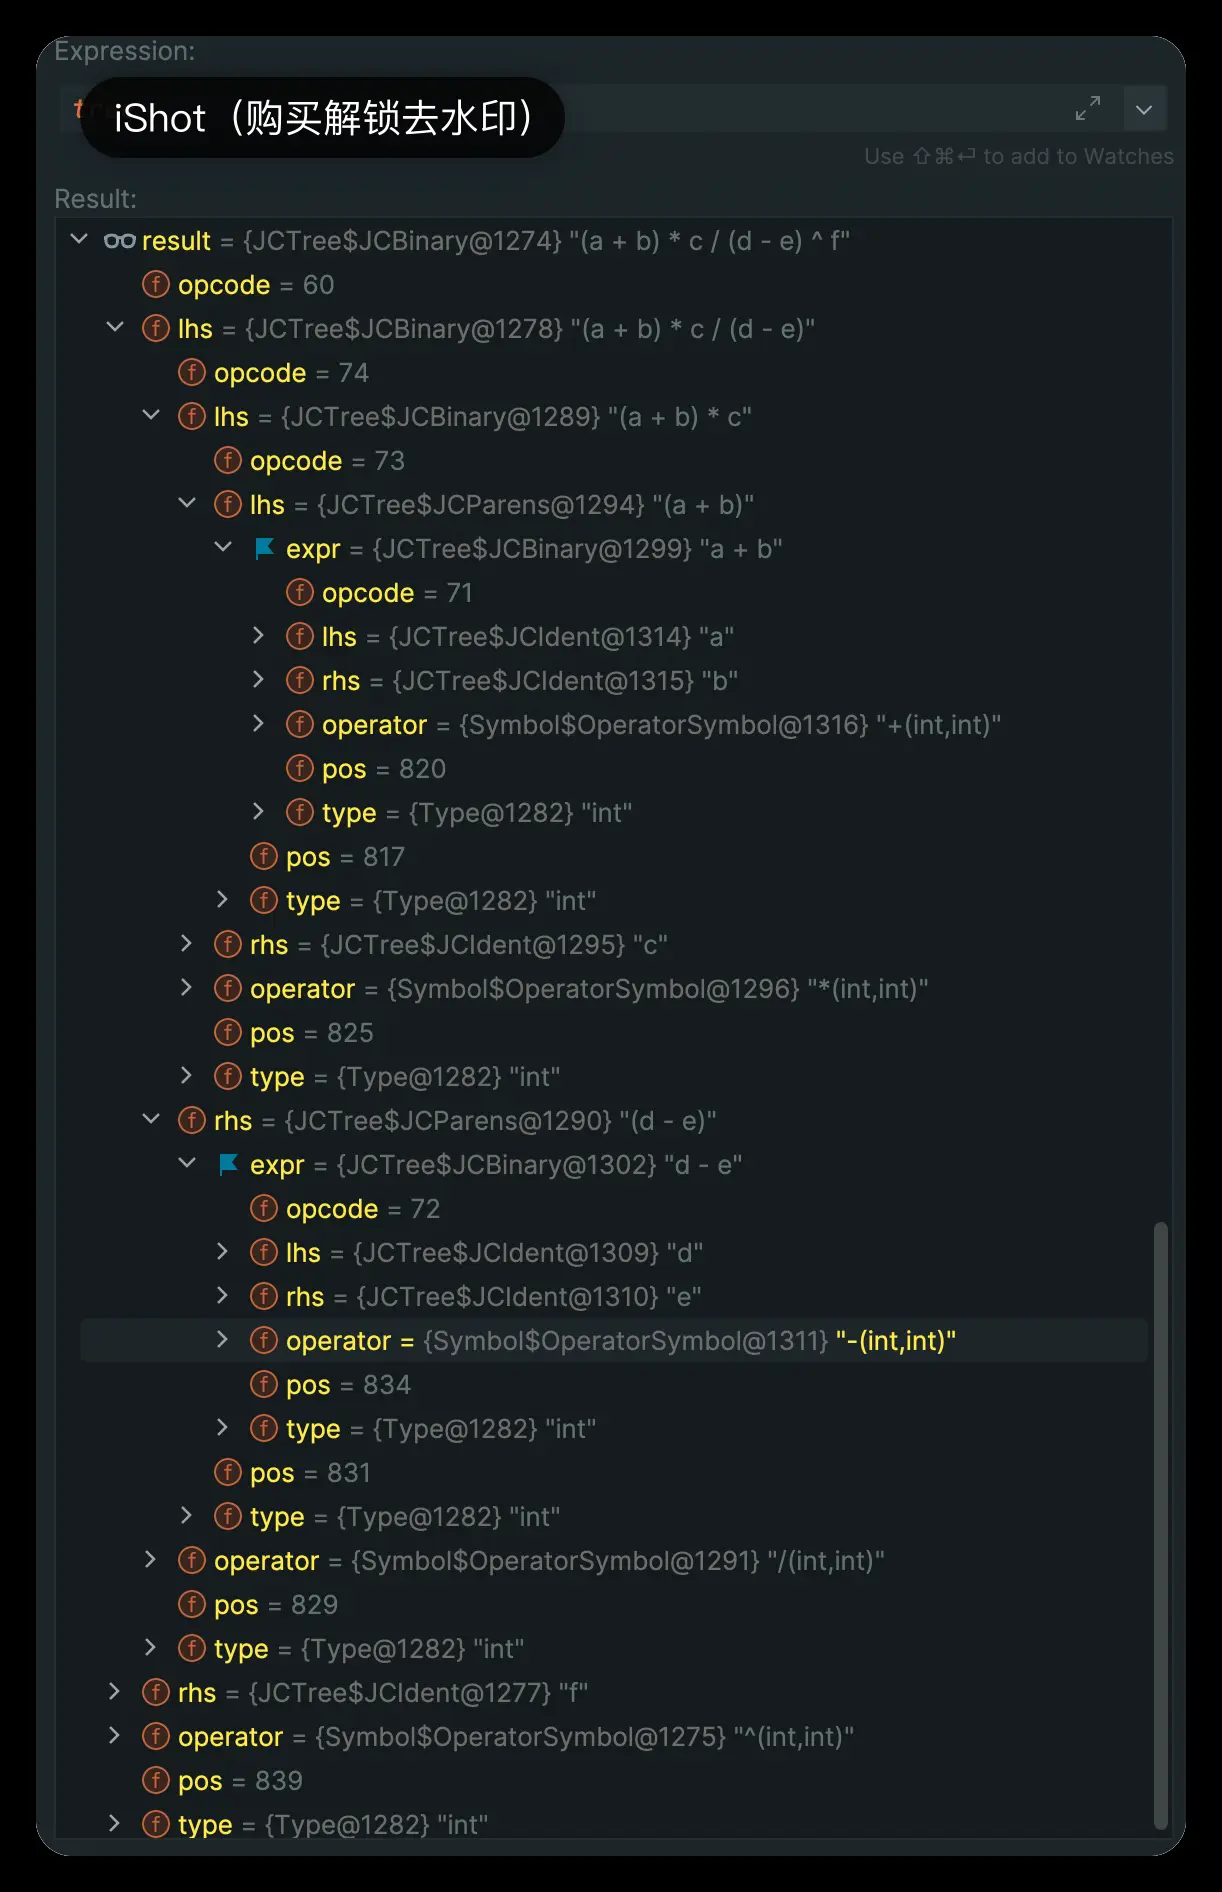 Expression:
iShot（购买解锁去水印）
Use ⇧⌘⏎ to add to Watches
Result:
result = {JCTree$JCBinary@1274} "(a + b) * c / (d - e) ^ f"
f opcode = 60
f lhs = {JCTree$JCBinary@1278} "(a + b) * c / (d - e)"
f opcode = 74
f lhs = {JCTree$JCBinary@1289} "(a + b) * c"
f opcode = 73
f lhs = {JCTree$JCParens@1294} "(a + b)"
expr = {JCTree$JCBinary@1299} "a + b"
f opcode = 71
f lhs = {JCTree$JCIdent@1314} "a"
f rhs = {JCTree$JCIdent@1315} "b"
f operator = {Symbol$OperatorSymbol@1316} "+(int,int)"
f pos = 820
f type = {Type@1282} "int"
f pos = 817
f type = {Type@1282} "int"
f rhs = {JCTree$JCIdent@1295} "c"
f operator = {Symbol$OperatorSymbol@1296} "*(int,int)"
f pos = 825
f type = {Type@1282} "int"
f rhs = {JCTree$JCParens@1290} "(d - e)"
expr = {JCTree$JCBinary@1302} "d - e"
f opcode = 72
f lhs = {JCTree$JCIdent@1309} "d"
f rhs = {JCTree$JCIdent@1310} "e"
f operator = {Symbol$OperatorSymbol@1311} "-(int,int)"
f pos = 834
f type = {Type@1282} "int"
f pos = 831
f type = {Type@1282} "int"
f operator = {Symbol$OperatorSymbol@1291} "/(int,int)"
f pos = 829
f type = {Type@1282} "int"
f rhs = {JCTree$JCIdent@1277} "f"
f operator = {Symbol$OperatorSymbol@1275} "^(int,int)"
f pos = 839
f type = {Type@1282} "int"